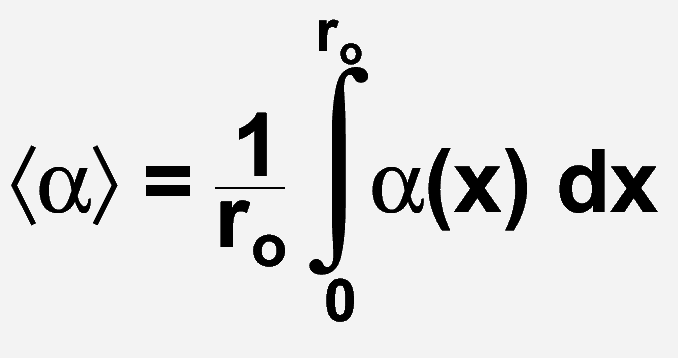 ⟨α⟩ = 1/r₀ ∫₀^r₀ α(x) dx